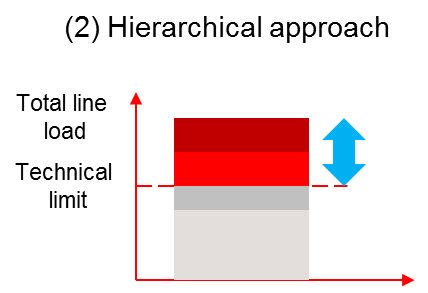 (2) Hierarchical approach
Total line
load
Technical
limit